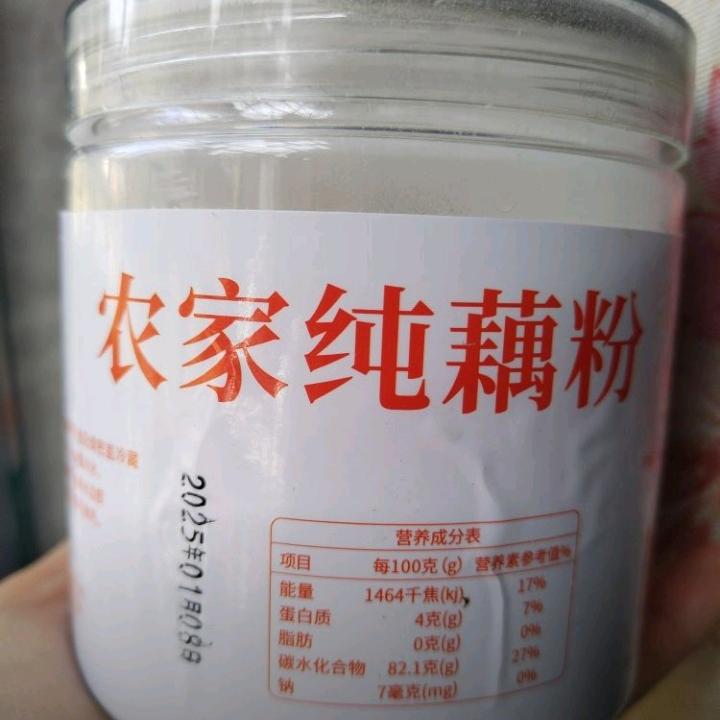 农家纯藕粉
2025年01月08日
营养成分表
项目 每100克(g) 营养素参考值%
能量 1464千焦(kj) 17%
蛋白质 4克(g) 7%
脂肪 0克(g) 0%
碳水化合物 82.1克(g) 27%
钠 7毫克(mg) 0%